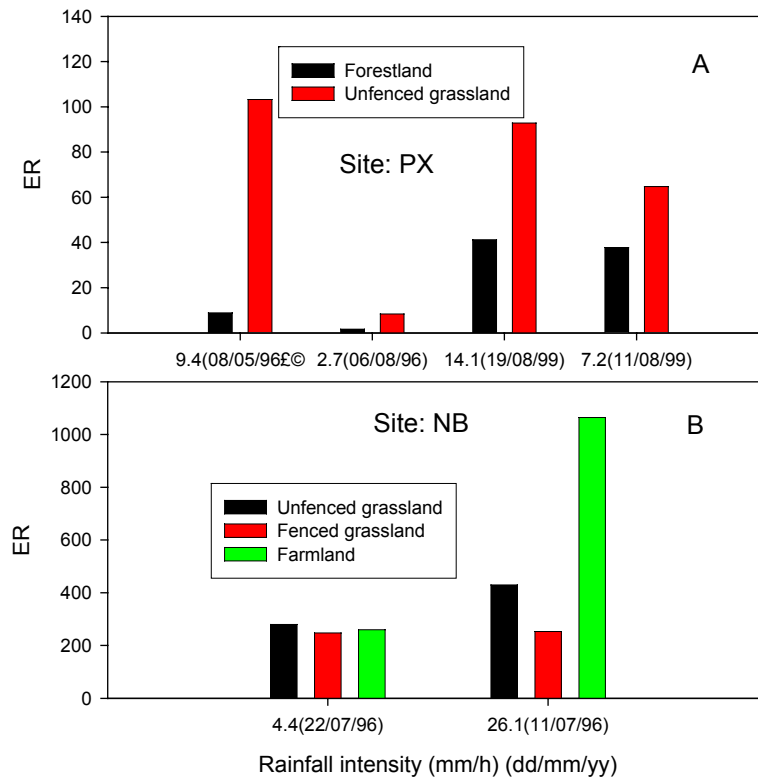 140
120
100
80
60
40
20
0
ER
Forestland
Unfenced grassland
A
Site: PX
9.4(08/05/96£© 2.7(06/08/96) 14.1(19/08/99) 7.2(11/08/99)
1200
1000
800
600
400
200
0
ER
Site: NB
B
Unfenced grassland
Fenced grassland
Farmland
4.4(22/07/96) 26.1(11/07/96)
Rainfall intensity (mm/h) (dd/mm/yy)